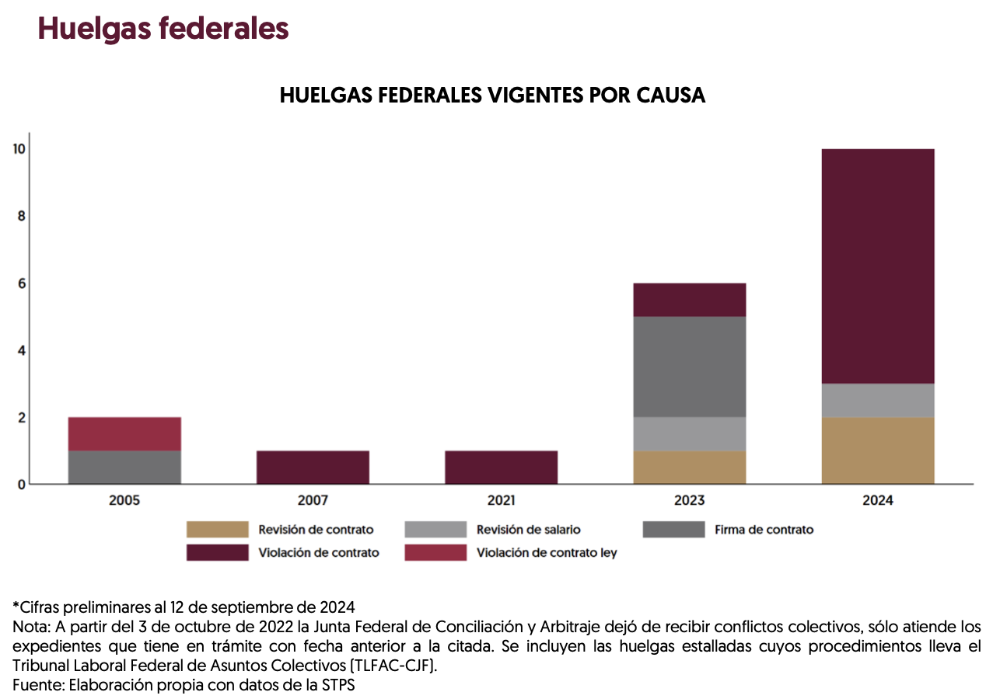 Huelgas federales
HUELGAS FEDERALES VIGENTES POR CAUSA
10
8
6
4
2
0
2005 2007 2021 2023 2024
Revisión de contrato Revisión de salario Firma de contrato
Violación de contrato Violación de contrato ley
*Cifras preliminares al 12 de septiembre de 2024
Nota: A partir del 3 de octubre de 2022 la Junta Federal de Conciliación y Arbitraje dejó de recibir conflictos colectivos, sólo atiende los
expedientes que tiene en trámite con fecha anterior a la citada. Se incluyen las huelgas estalladas cuyos procedimientos lleva el
Tribunal Laboral Federal de Asuntos Colectivos (TLFAC-CJF).
Fuente: Elaboración propia con datos de la STPS